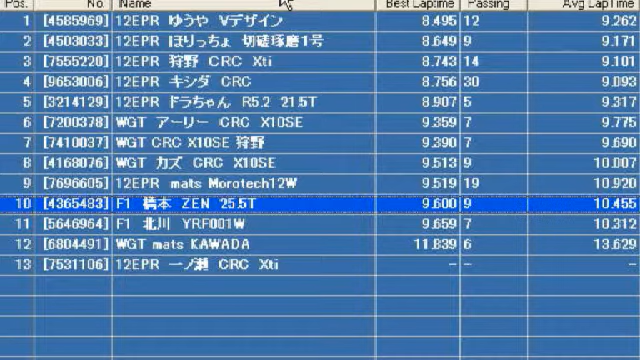 Pos. No. Name Best Laptime Passing Avg LapTime
1 [4585969] 12EPR ゆうや Vデザイン 8.495 12 9.262
2 [4503033] 12EPR ほりっちょ 切磋琢磨1号 8.649 9 9.171
3 [7555220] 12EPR 狩野 CRC Xti 8.743 14 9.101
4 [9653006] 12EPR キシダ CRC 8.756 30 9.093
5 [3214129] 12EPR ドラちゃん R5.2 21.5T 8.907 5 9.317
6 [7200378] WGT アーリー CRC X10SE 9.359 7 9.775
7 [7410037] WGT CRC X10SE 狩野 9.390 7 9.690
8 [4168076] WGT カズ CRC X10SE 9.513 9 10.007
9 [7696605] 12EPR mats Morotech12W 9.519 19 10.920
10 [4365483] F1 橋本 ZEN 25.5T 9.600 9 10.455
11 [5646964] F1 北川 YRF001W 9.659 7 10.312
12 [6804491] WGT mats KAWADA 11.839 6 13.629
13 [7531106] 12EPR 一ノ瀬 CRC Xti -- --